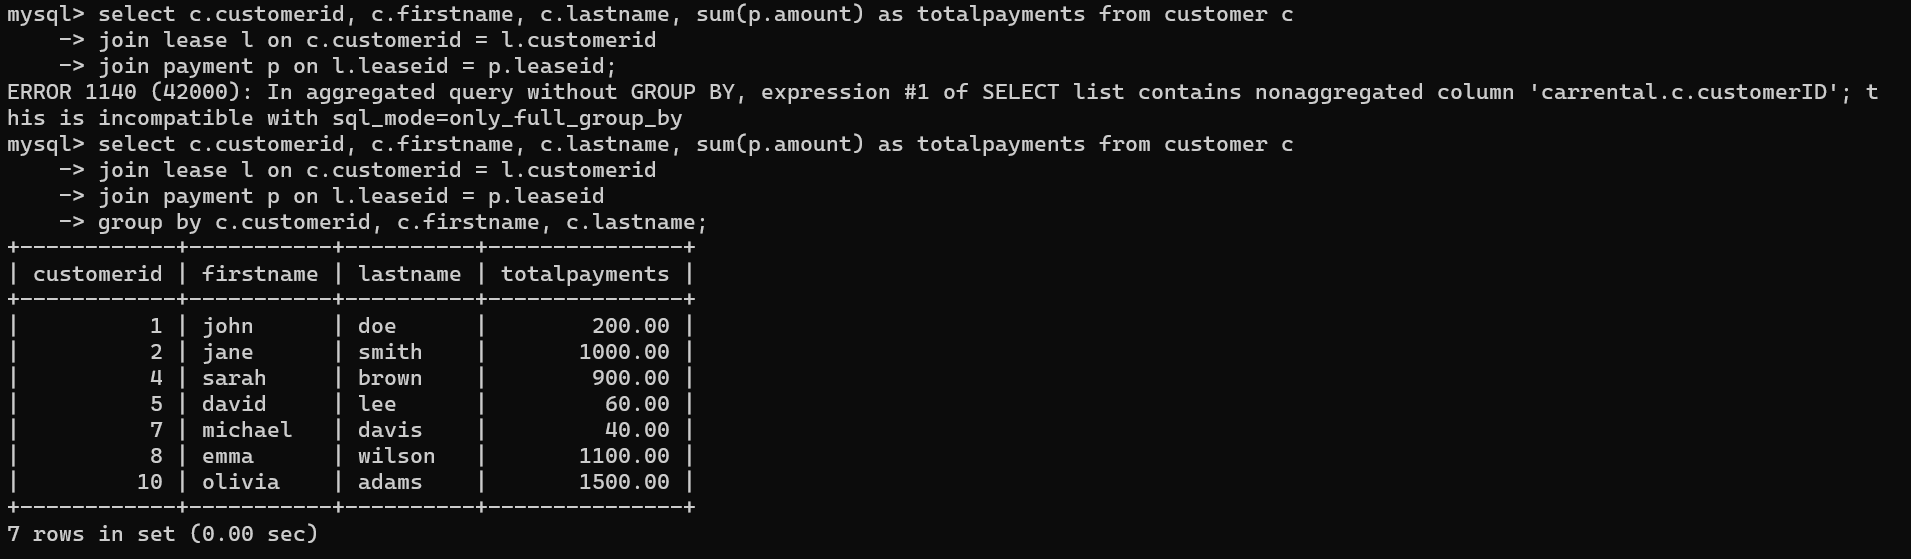 mysql> select c.customerid, c.firstname, c.lastname, sum(p.amount) as totalpayments from customer c
    -> join lease l on c.customerid = l.customerid
    -> join payment p on l.leaseid = p.leaseid;
ERROR 1140 (42000): In aggregated query without GROUP BY, expression #1 of SELECT list contains nonaggregated column 'carrental.c.customerID'; t
his is incompatible with sql_mode=only_full_group_by
mysql> select c.customerid, c.firstname, c.lastname, sum(p.amount) as totalpayments from customer c
    -> join lease l on c.customerid = l.customerid
    -> join payment p on l.leaseid = p.leaseid
    -> group by c.customerid, c.firstname, c.lastname;
+------------+-----------+----------+---------------+
| customerid | firstname | lastname | totalpayments |
+------------+-----------+----------+---------------+
|          1 | john      | doe      |        200.00 |
|          2 | jane      | smith    |       1000.00 |
|          4 | sarah     | brown    |        900.00 |
|          5 | david     | lee      |         60.00 |
|          7 | michael   | davis    |         40.00 |
|          8 | emma      | wilson   |       1100.00 |
|         10 | olivia    | adams    |       1500.00 |
+------------+-----------+----------+---------------+
7 rows in set (0.00 sec)